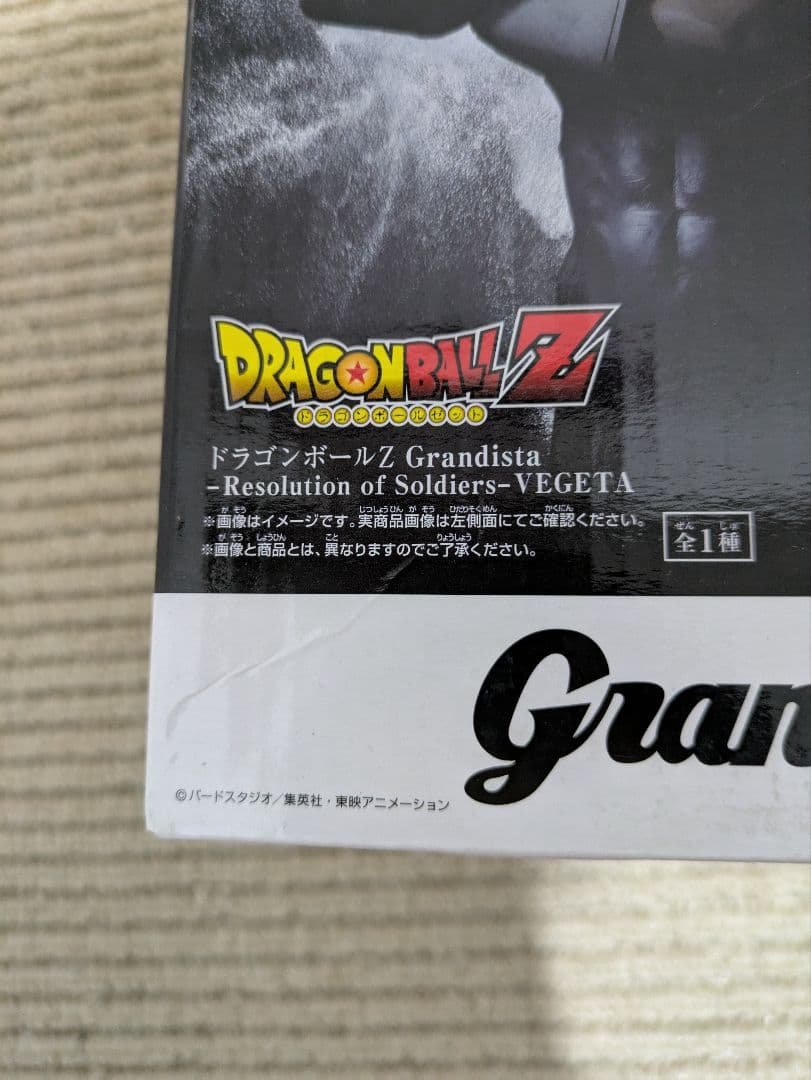 DRAGONBALL Z
ドラゴンボールゼット
ドラゴンボールZ Grandista
-Resolution of Soldiers-VEGETA
※画像はイメージです。実商品画像は左側面にてご確認ください。
※画像と商品とは、異なりますのでご了承ください。
全1種
Gran
©バードスタジオ/集英社・東映アニメーション